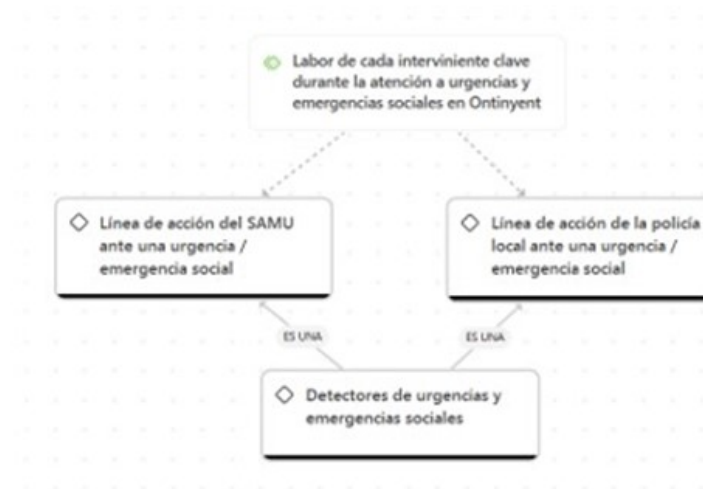 Labor de cada interviniente clave
durante la atención a urgencias y
emergencias sociales en Ontinyent
Línea de acción del SAMU
ante una urgencia /
emergencia social
Línea de acción de la policía
local ante una urgencia /
emergencia social
ES UNA
ES UNA
Detectores de urgencias y
emergencias sociales